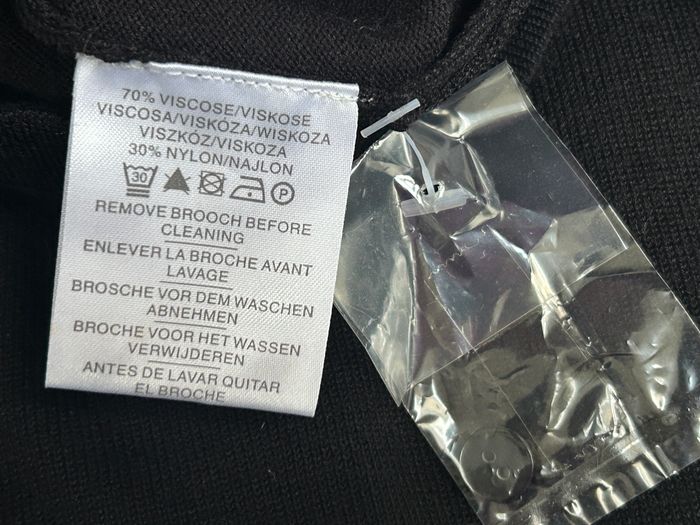 70% VISCOSE/VISKOSE
VISCOSA/VISKÓZA/WISKOZA
VISZKÓZ/VISKOZA
30% NYLON/NAJLON
30 P
REMOVE BROOCH BEFORE
CLEANING
ENLEVER LA BROCHE AVANT
LAVAGE
BROSCHE VOR DEM WASCHEN
ABNEHMEN
BROCHE VOOR HET WASSEN
VERWIJDEREN
ANTES DE LAVAR QUITAR
EL BROCHE